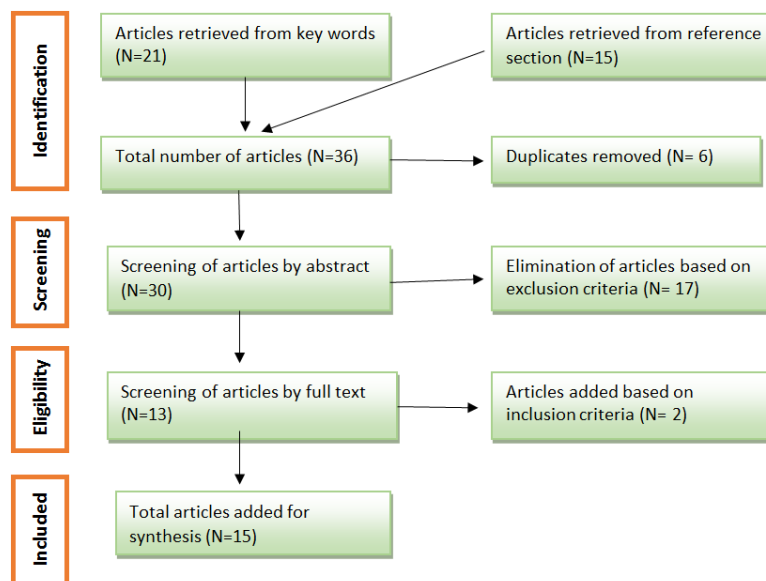 Identification
Articles retrieved from key words
(N=21)
Articles retrieved from reference
section (N=15)
Total number of articles (N=36)
Duplicates removed (N= 6)
Screening
Screening of articles by abstract
(N=30)
Elimination of articles based on
exclusion criteria (N= 17)
Eligibility
Screening of articles by full text
(N=13)
Articles added based on
inclusion criteria (N= 2)
Included
Total articles added for
synthesis (N=15)